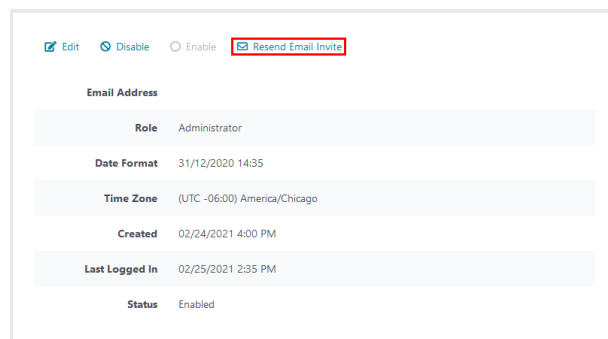 Edit Disable Enable Resend Email Invite
Email Address
Role Administrator
Date Format 31/12/2020 14:35
Time Zone (UTC -06:00) America/Chicago
Created 02/24/2021 4:00 PM
Last Logged In 02/25/2021 2:35 PM
Status Enabled